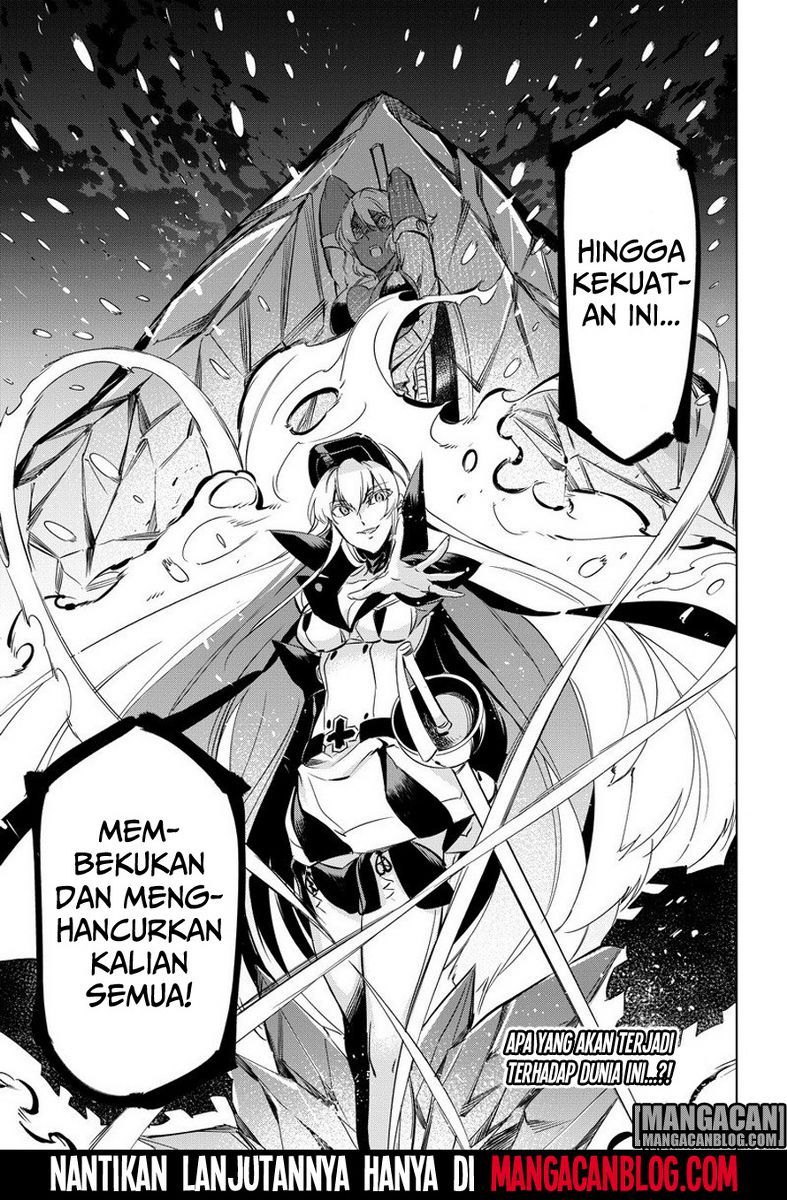 HINGGA
KEKUAT-
AN INI...
MEM-
BEKUKAN
DAN MENG-
HANCURKAN
KALIAN
SEMUA!
APA YANG AKAN TERJADI
TERHADAP DUNIA INI...?!
[MANGACAN]
MANGACANBLOG.COM
NANTIKAN LANJUTANNYA HANYA DI MANGACANBLOG.COM